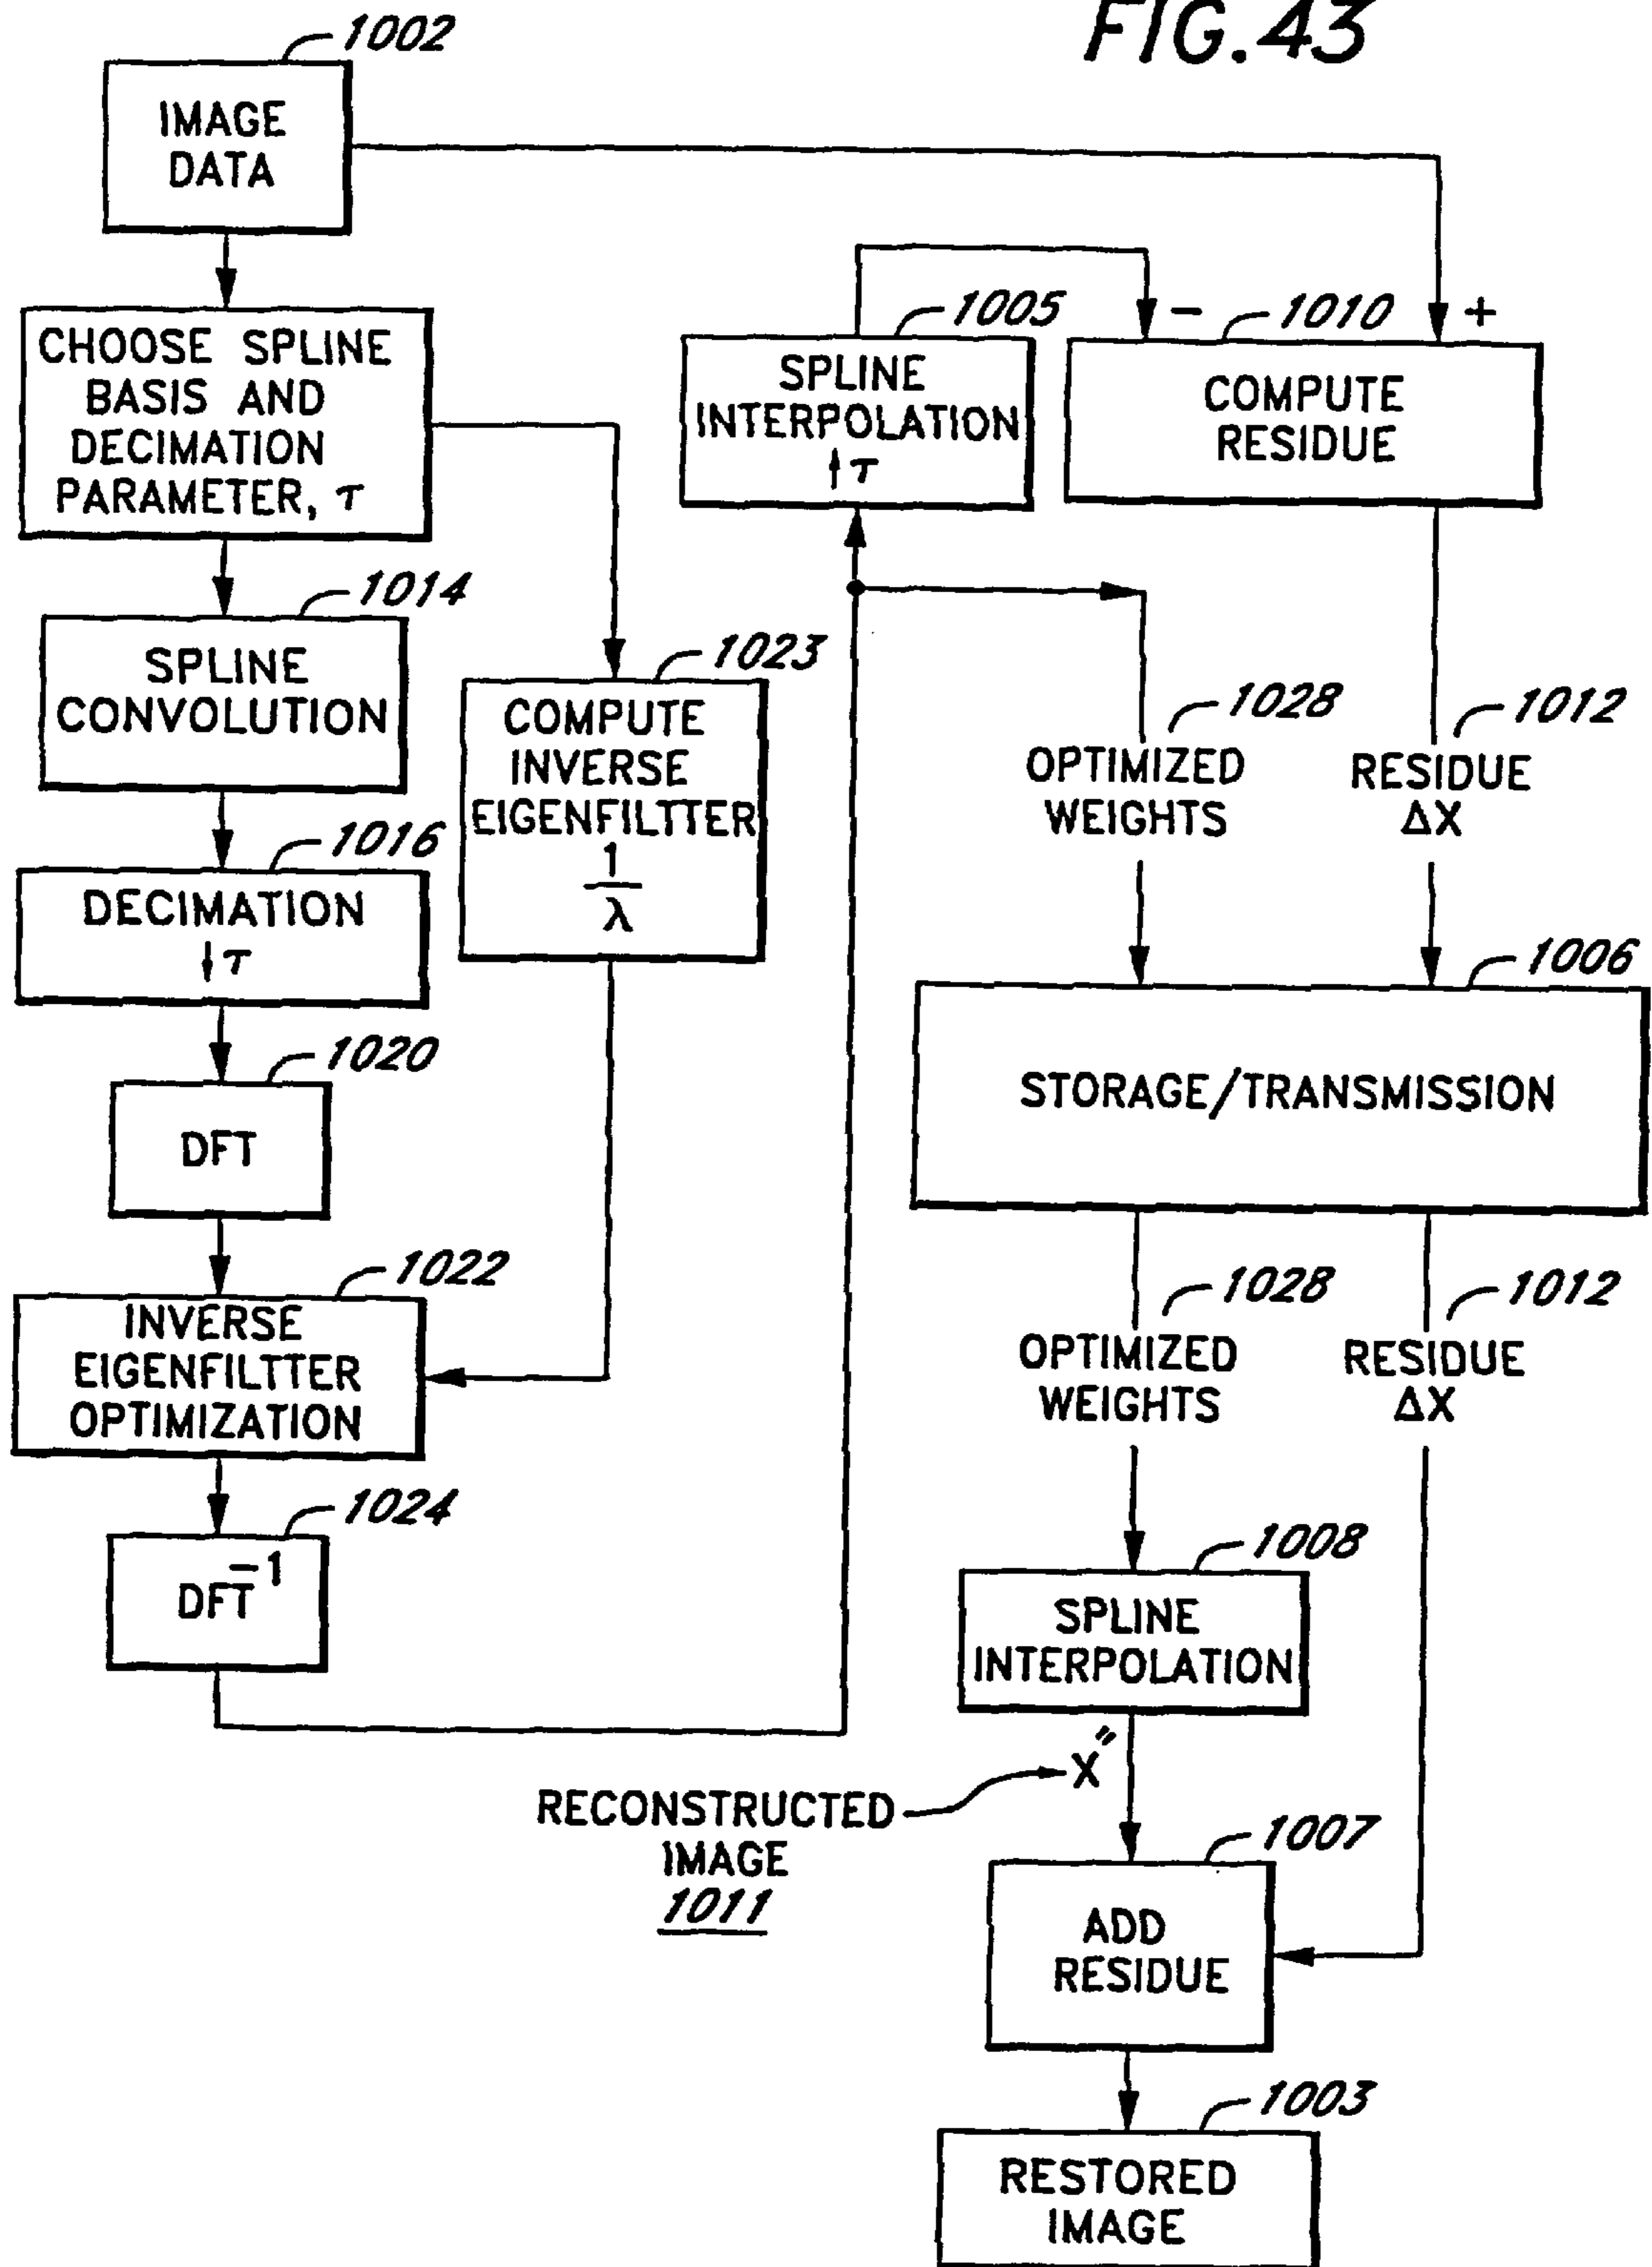 FIG.43
1002
IMAGE
DATA
CHOOSE SPLINE
BASIS AND
DECIMATION
PARAMETER, τ
1014
SPLINE
CONVOLUTION
1016
DECIMATION
↓τ
1020
DFT
1022
INVERSE
EIGENFILTTER
OPTIMIZATION
1024
DFT⁻¹
1023
COMPUTE
INVERSE
EIGENFILTTER
1
λ
1005
SPLINE
INTERPOLATION
↑τ
-
+
1010
COMPUTE
RESIDUE
1028
OPTIMIZED
WEIGHTS
1012
RESIDUE
ΔX
1006
STORAGE/TRANSMISSION
1028
OPTIMIZED
WEIGHTS
1012
RESIDUE
ΔX
1008
SPLINE
INTERPOLATION
X"
RECONSTRUCTED
IMAGE
1011
1007
ADD
RESIDUE
1003
RESTORED
IMAGE